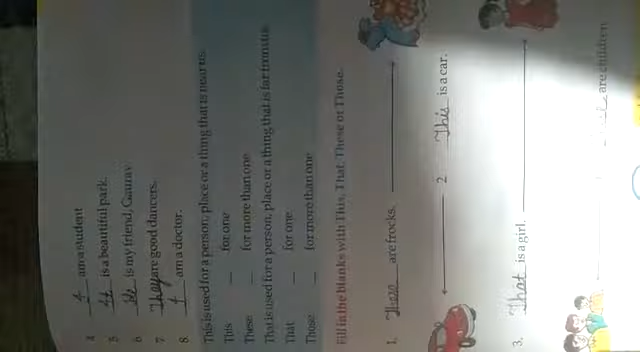 4. I am a student
5. It is a beautiful park.
6. He is my friend, Gaurav.
7. They are good dancers.
8. I am a doctor.
This is used for a person, place or a thing that is near us.
This — for one
These — for more than one
That is used for a person, place or a thing that is far from us.
That — for one
Those — for more than one
Fill in the blanks with This, That, These or Those.
1. are frocks.
2. This is a car.
3. That is a girl.
are children